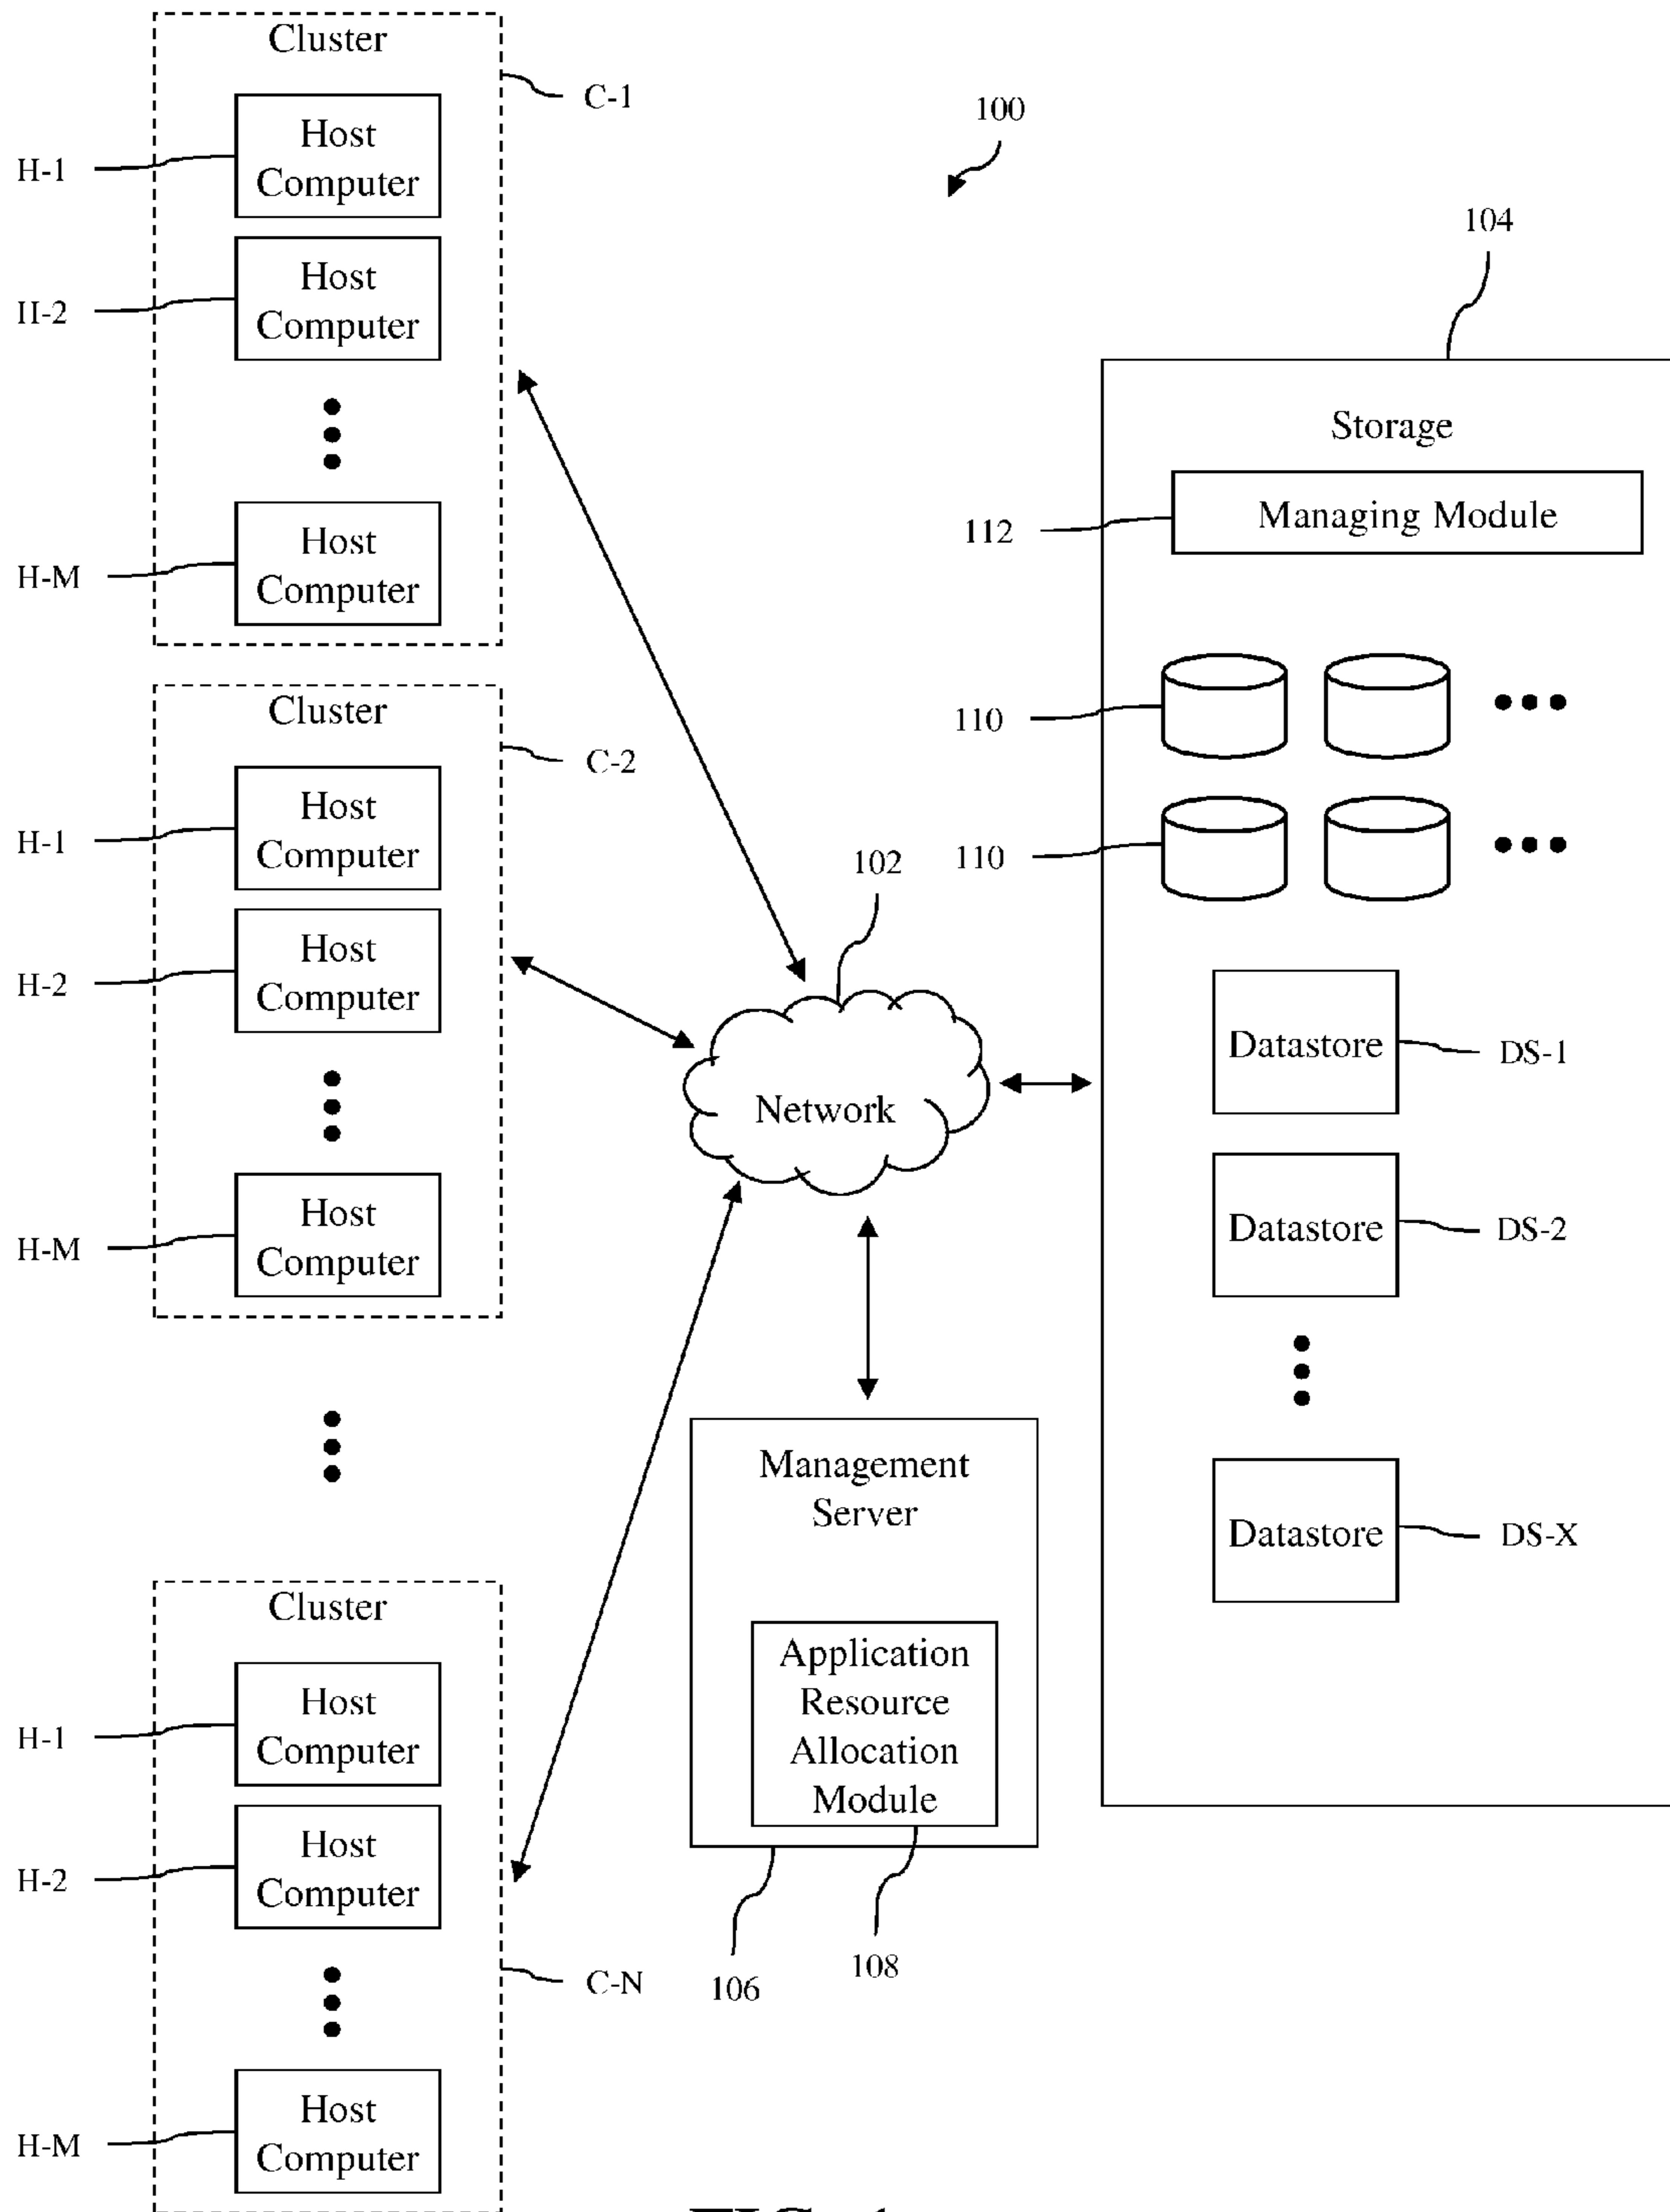 Cluster
C-1
Host
Computer
H-1
Host
Computer
H-2
Host
Computer
H-M
100
104
Storage
Managing Module
112
110
110
Cluster
C-2
Host
Computer
H-1
Host
Computer
H-2
Host
Computer
H-M
102
Network
Datastore
DS-1
Datastore
DS-2
Datastore
DS-X
Management
Server
Application
Resource
Allocation
Module
106
108
Cluster
Host
Computer
H-1
Host
Computer
H-2
C-N
Host
Computer
H-M